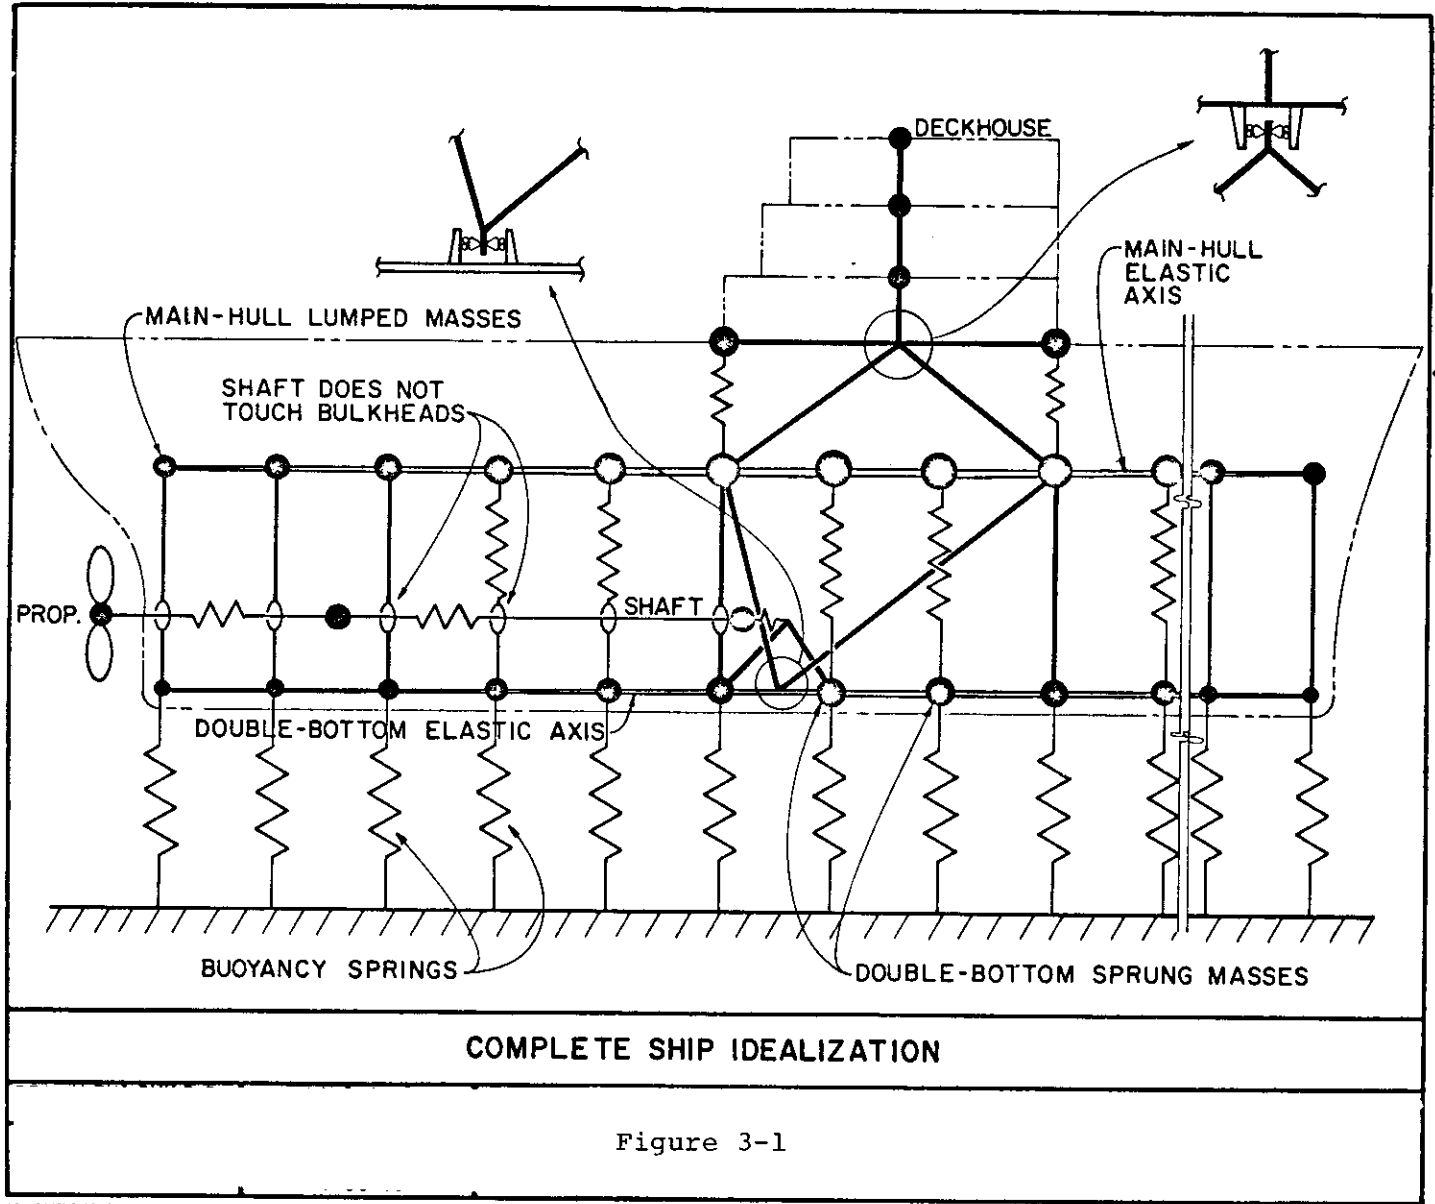 DECKHOUSE
MAIN-HULL
ELASTIC
AXIS
MAIN-HULL LUMPED MASSES
SHAFT DOES NOT
TOUCH BULKHEADS
PROP.
SHAFT
DOUBLE-BOTTOM ELASTIC AXIS
BUOYANCY SPRINGS
DOUBLE-BOTTOM SPRUNG MASSES
COMPLETE SHIP IDEALIZATION
Figure 3-1